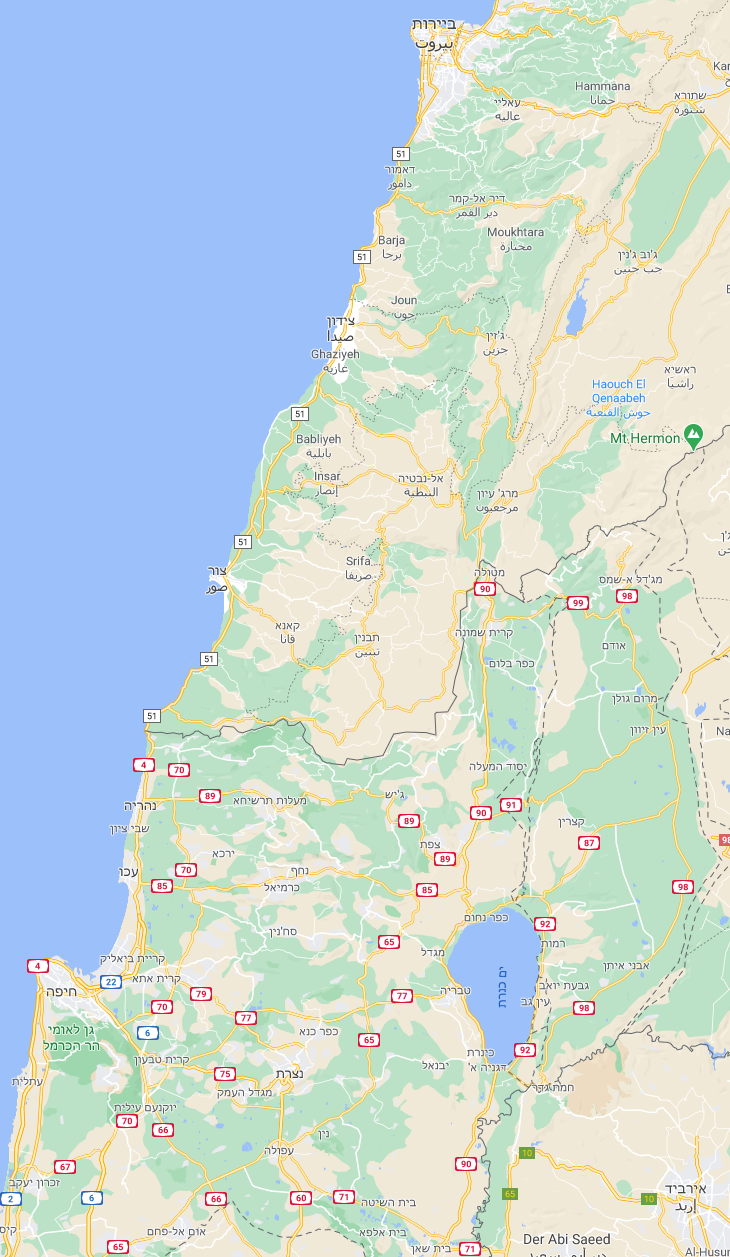 ביירות
بيروت
Hammana
حمانا
Kar
שתורא
شتورة
עאליי
عاليه
51
דאמור
دامور
דיר אל-קמר
دير القمر
Moukhtara
مختارة
Barja
برجا
ג'וב ג'נין
جب جنين
51
Joun
جون
צידון
صيدا
ג'זין
جزين
Ghaziyeh
غازية
ראשיא
راشيا
Haouch El
Qenaabeh
حوش القنعبة
51
Mt Hermon
Babliyeh
بابلية
Insar
إنصار
אל-נבטיה
النبطية
מרג' עיון
مرجعيون
51
Srifa
صريفا
מטולה
צור
صور
מג'דל א-שמס
90
99
98
קאנא
قانا
תבנין
تبنين
קרית שמונה
אודם
51
כפר בלום
מרום גולן
51
עין זיוון
Na
4
70
יסוד המעלה
89
מעלות תרשיחא
ג'יש
נהריה
91
90
89
קצרין
שבי ציון
87
98
צפת
ירכא
89
נחף
עכו
70
85
כרמיאל
85
98
כפר נחום
92
סח'נין
65
רמות
מגדל
קריית ביאליק
4
22
קרית אתא
אבני איתן
ים כנרת
גבעת יואב
חיפה
79
77
טבריה
עין גב
70
77
98
6
כפר כנא
גן לאומי
הר הכרמל
65
92
קרית טבעון
כינרת
יבנאל
דגניה א'
75
נצרת
עתלית
מגדל העמק
חמת גדר
יוקנעם עילית
70
66
נין
עפולה
10
67
90
זכרון יעקב
65
אירביד
إربد
2
6
66
60
71
10
בית השיטה
קיס
אום אל-פחם
בית אלפא
65
בית שאן
71
Der Abi Saeed
Al-Husur